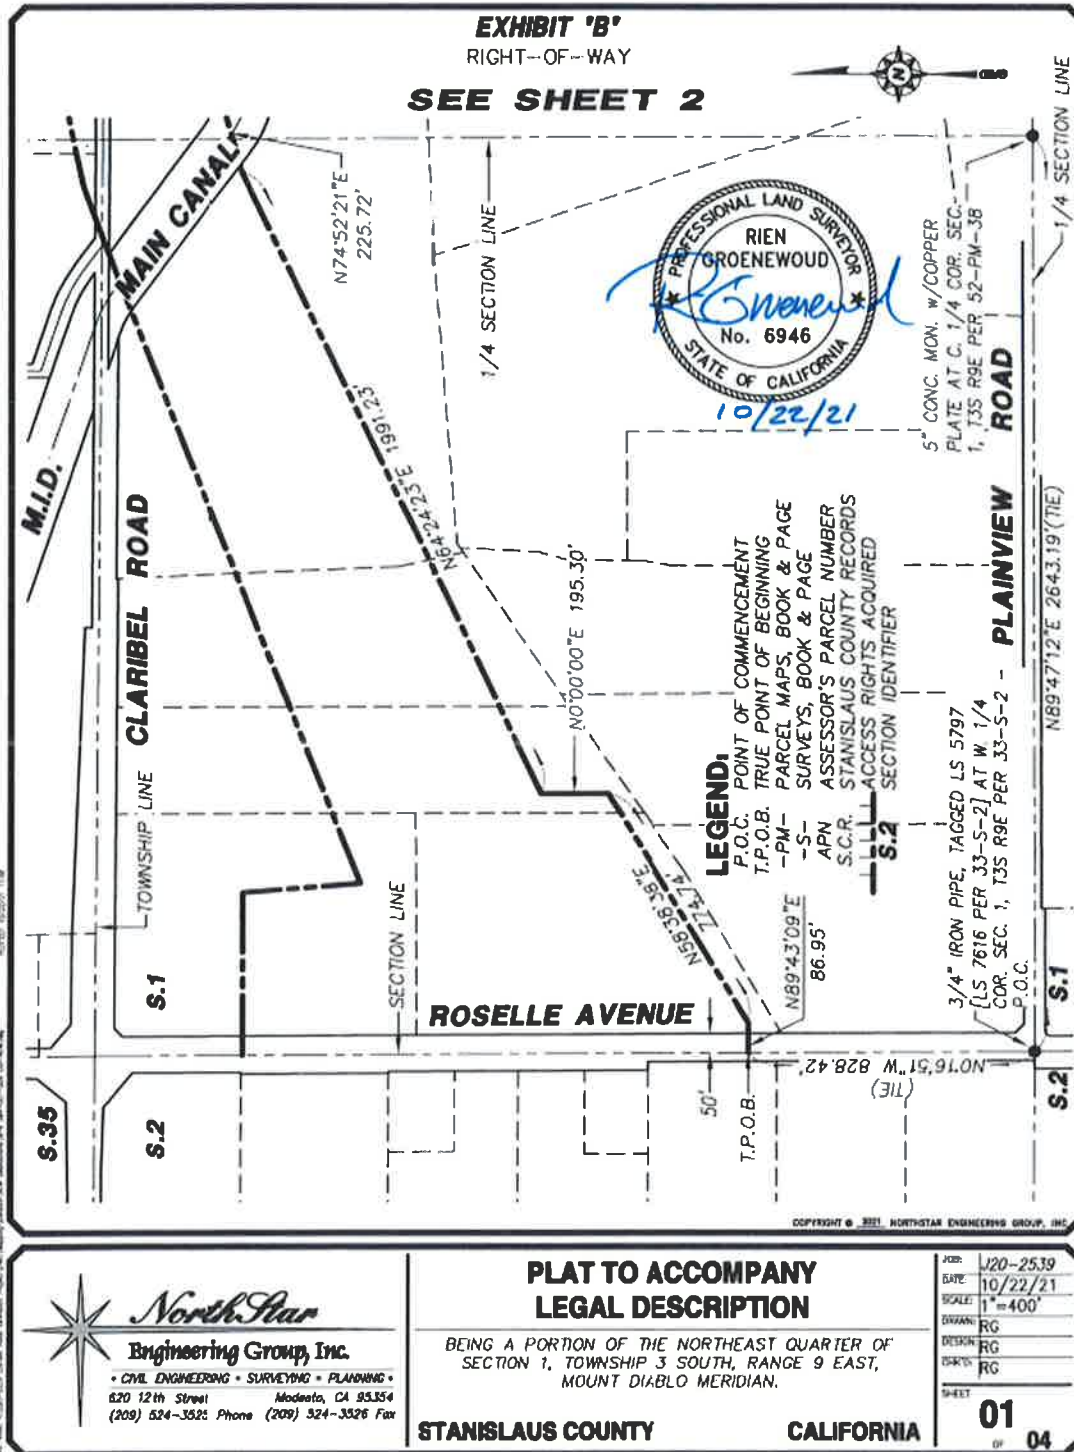 EXHIBIT "B"
RIGHT-OF-WAY
SEE SHEET 2
N
MAIN CANAL
M.I.D.
N74°52'21"E
225.72'
1/4 SECTION LINE
1/4 SECTION LINE
PROFESSIONAL LAND SURVEYOR
RIEN
GROENEWOUD
No. 6946
STATE OF CALIFORNIA
10/22/21
5" CONC. MON. w/COPPER
PLATE AT C. 1/4 COR. SEC.
1, T3S R9E PER 52-PM-38
CLARIBEL ROAD
N64°24'23"E 1991.23'
N0°00'00"E 195.30'
PLAINVIEW ROAD
N89°47'12"E 2643.19'(TIE)
TOWNSHIP LINE
LEGEND:
P.O.C. POINT OF COMMENCEMENT
T.P.O.B. TRUE POINT OF BEGINNING
-PM- PARCEL MAPS, BOOK & PAGE
-S- SURVEYS, BOOK & PAGE
APN ASSESSOR'S PARCEL NUMBER
S.C.R. STANISLAUS COUNTY RECORDS
ACCESS RIGHTS ACQUIRED
S.2 SECTION IDENTIFIER
N58°38'38"E
774.74'
N89°43'09"E
86.95'
3/4" IRON PIPE, TAGGED LS 5797
[LS 7616 PER 33-S-2] AT W. 1/4
COR. SEC. 1, T3S R9E PER 33-S-2
P.O.C.
SECTION LINE
ROSELLE AVENUE
S.1
S.1
S.35
S.2
S.2
50'
T.P.O.B.
N0°16'51"W 828.42'
(TIE)
COPYRIGHT © 2021 NORTHSTAR ENGINEERING GROUP, INC.
NorthStar
Engineering Group, Inc.
• CIVIL ENGINEERING • SURVEYING • PLANNING •
620 12th Street Modesto, CA 95354
(209) 524-3525 Phone (209) 524-3526 Fax
PLAT TO ACCOMPANY
LEGAL DESCRIPTION
BEING A PORTION OF THE NORTHEAST QUARTER OF
SECTION 1, TOWNSHIP 3 SOUTH, RANGE 9 EAST,
MOUNT DIABLO MERIDIAN.
STANISLAUS COUNTY CALIFORNIA
JOB: J20-2539
DATE: 10/22/21
SCALE: 1"=400'
DRAWN: RG
DESIGN: RG
CHK'D: RG
SHEET
01
OF 04